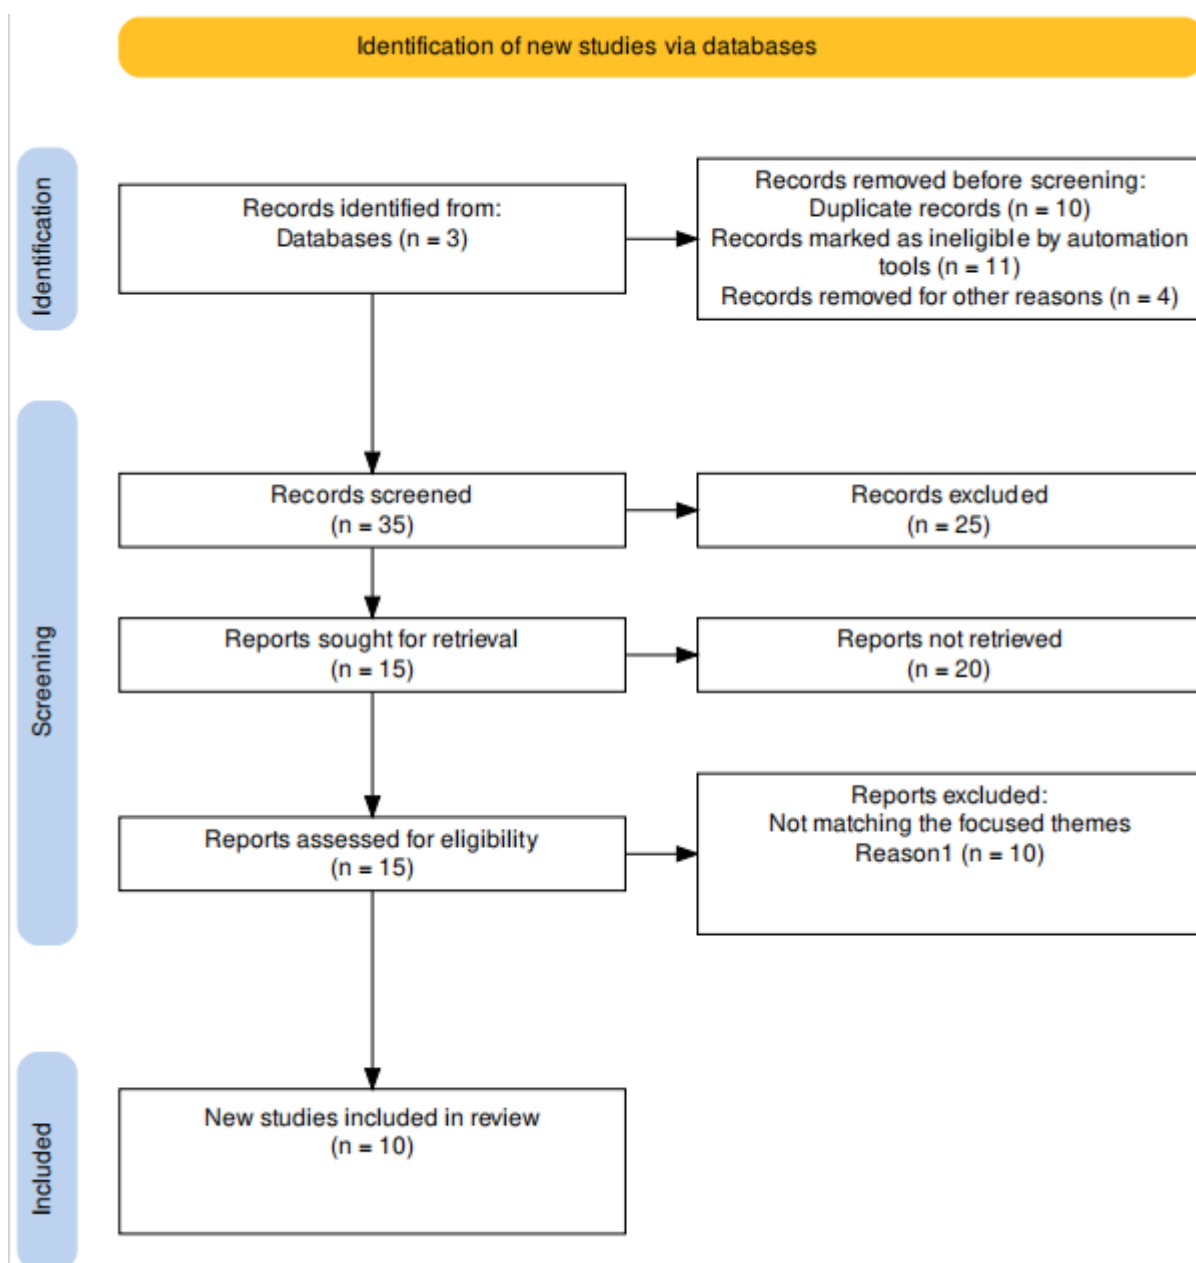 Identification of new studies via databases
Identification
Records identified from:
Databases (n = 3)
Records removed before screening:
Duplicate records (n = 10)
Records marked as ineligible by automation
tools (n = 11)
Records removed for other reasons (n = 4)
Screening
Records screened
(n = 35)
Records excluded
(n = 25)
Reports sought for retrieval
(n = 15)
Reports not retrieved
(n = 20)
Reports assessed for eligibility
(n = 15)
Reports excluded:
Not matching the focused themes
Reason1 (n = 10)
Included
New studies included in review
(n = 10)